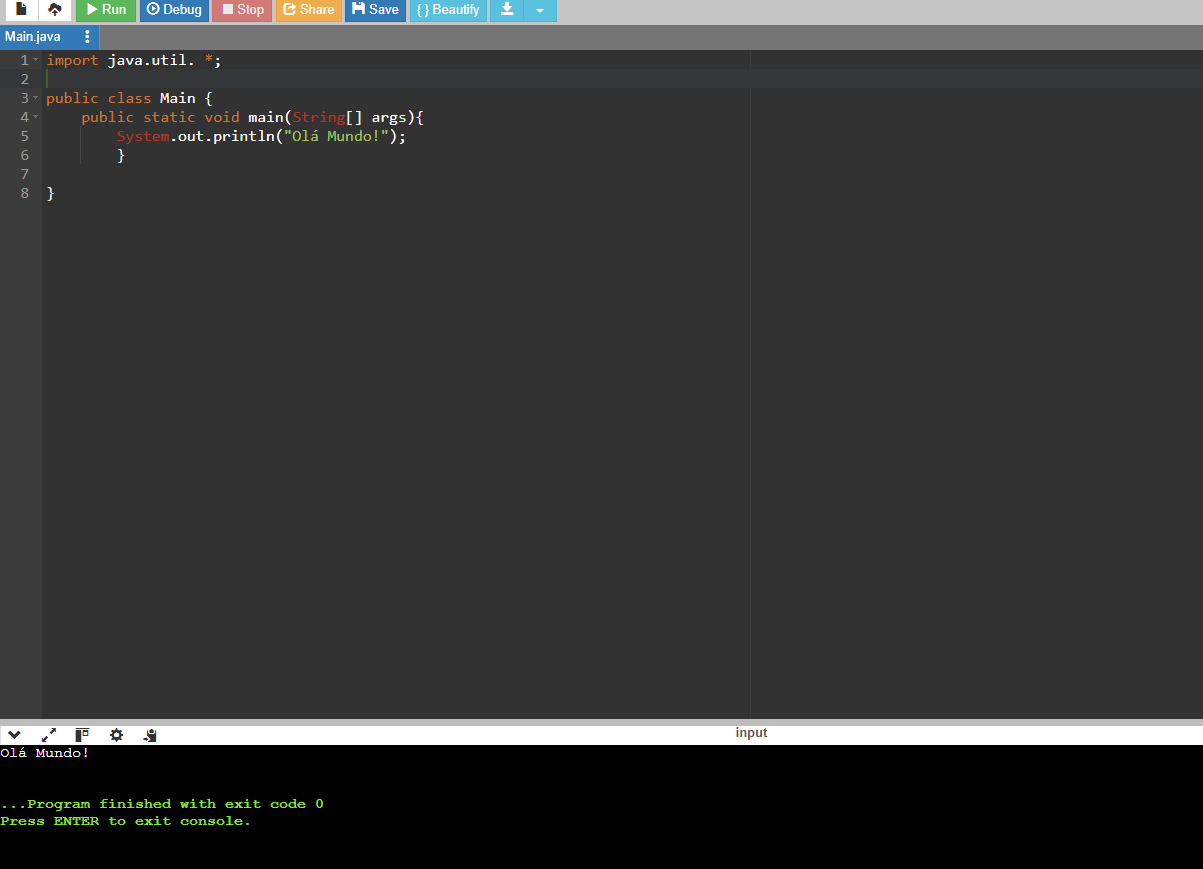 Run Debug Stop Share Save { } Beautify
Main.java
1 import java.util. *;
2
3 public class Main {
4 public static void main(String[] args){
5 System.out.println("Olá Mundo!");
6 }
7
8 }
input
Olá Mundo!
...Program finished with exit code 0
Press ENTER to exit console.